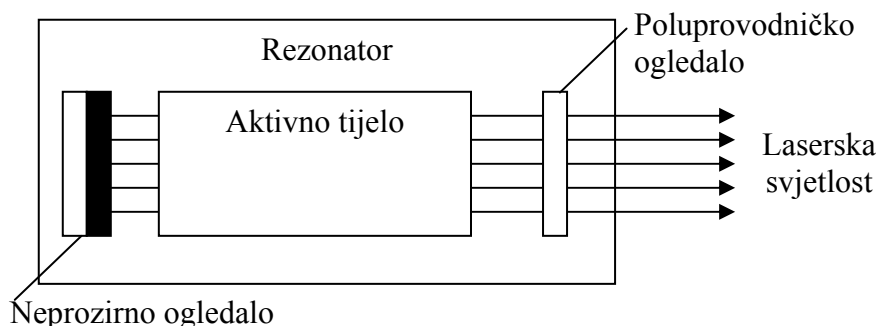 Poluprovodničko
ogledalo
Rezonator
Aktivno tijelo
Laserska
svjetlost
Neprozirno ogledalo